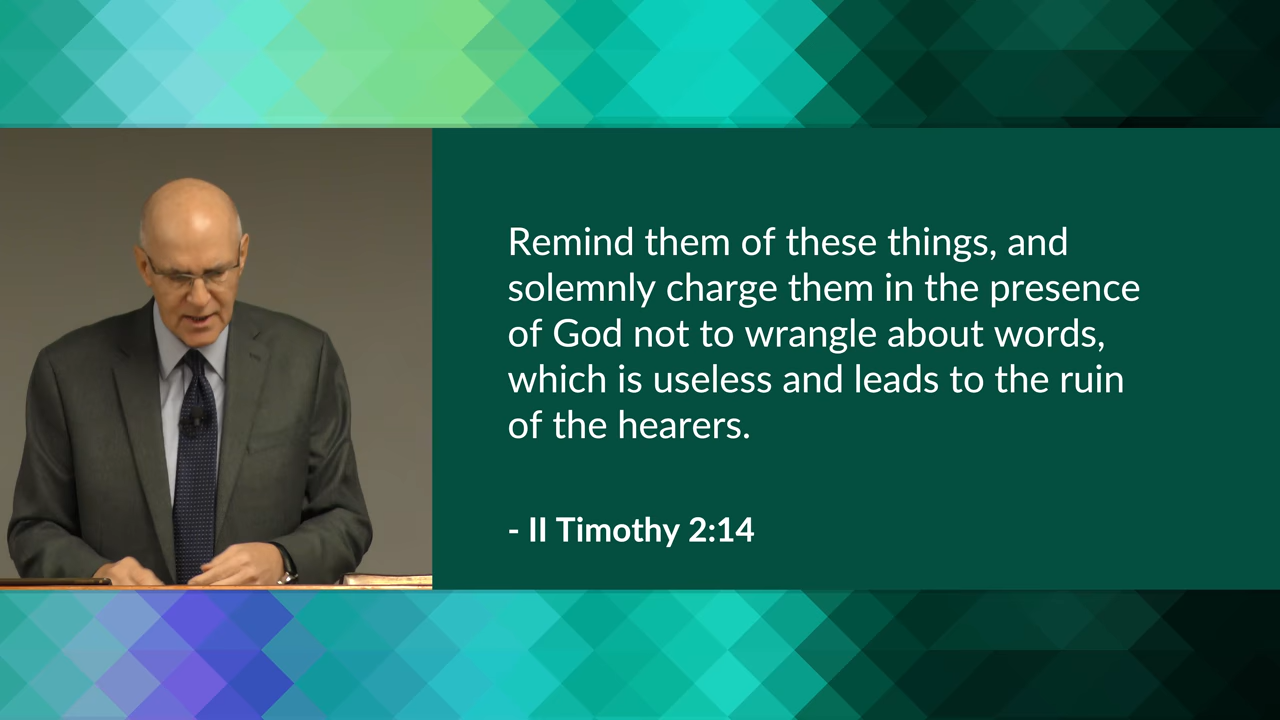 Remind them of these things, and
solemnly charge them in the presence
of God not to wrangle about words,
which is useless and leads to the ruin
of the hearers.
- II Timothy 2:14